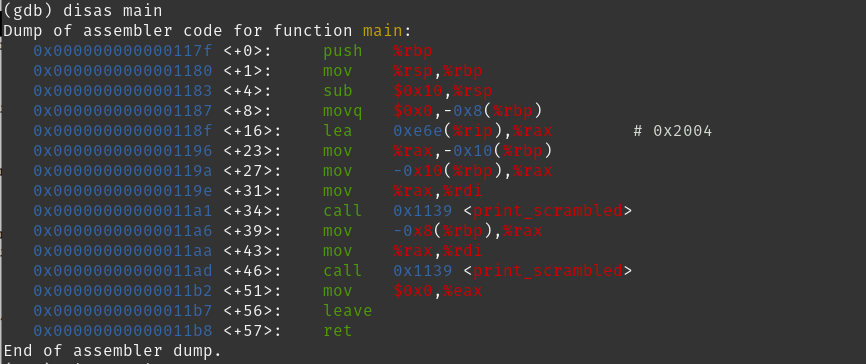 (gdb) disas main
Dump of assembler code for function main:
   0x000000000000117f <+0>:     push   %rbp
   0x0000000000001180 <+1>:     mov    %rsp,%rbp
   0x0000000000001183 <+4>:     sub    $0x10,%rsp
   0x0000000000001187 <+8>:     movq   $0x0,-0x8(%rbp)
   0x000000000000118f <+16>:    lea    0xe6e(%rip),%rax        # 0x2004
   0x0000000000001196 <+23>:    mov    %rax,-0x10(%rbp)
   0x000000000000119a <+27>:    mov    -0x10(%rbp),%rax
   0x000000000000119e <+31>:    mov    %rax,%rdi
   0x00000000000011a1 <+34>:    call   0x1139 <print_scrambled>
   0x00000000000011a6 <+39>:    mov    -0x8(%rbp),%rax
   0x00000000000011aa <+43>:    mov    %rax,%rdi
   0x00000000000011ad <+46>:    call   0x1139 <print_scrambled>
   0x00000000000011b2 <+51>:    mov    $0x0,%eax
   0x00000000000011b7 <+56>:    leave
   0x00000000000011b8 <+57>:    ret
End of assembler dump.